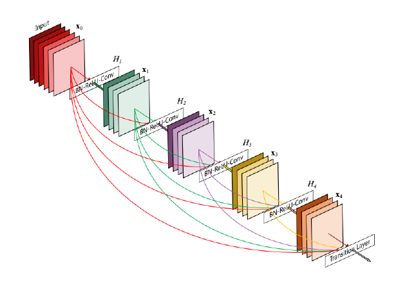 Input
x0
H1
x1
BN-ReLU-Conv
H2
x2
BN-ReLU-Conv
H3
x3
BN-ReLU-Conv
H4
x4
BN-ReLU-Conv
Transition Layer